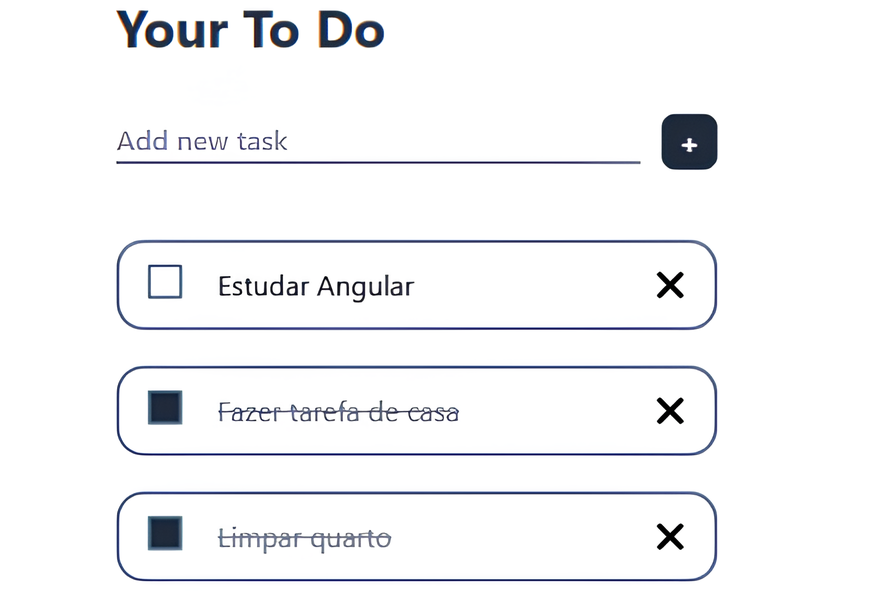 Your To Do
Add new task
+
Estudar Angular
Fazer tarefa de casa
Limpar quarto